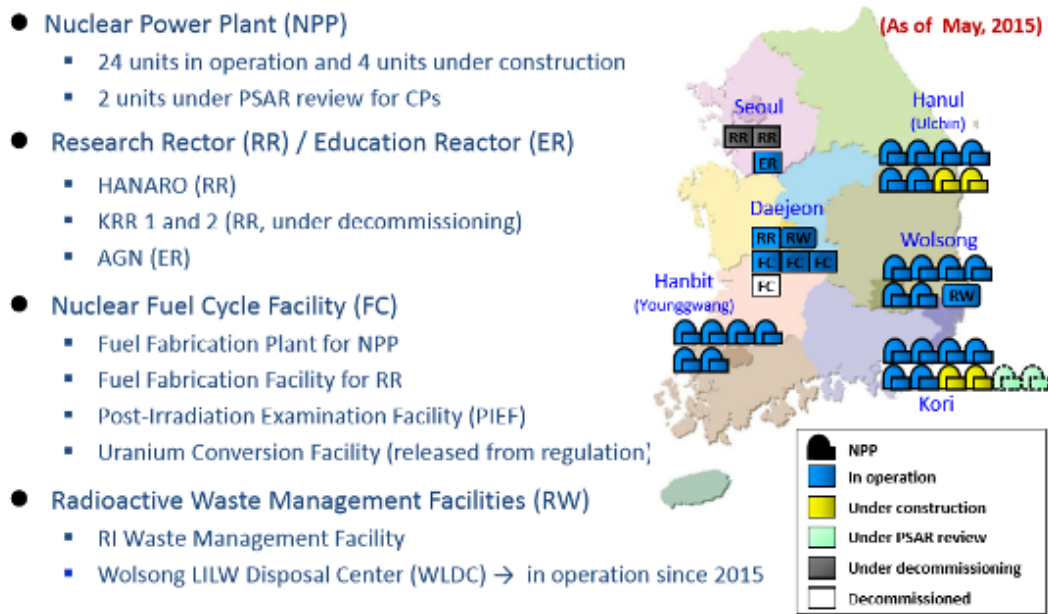 ● Nuclear Power Plant (NPP)
▪ 24 units in operation and 4 units under construction
▪ 2 units under PSAR review for CPs
● Research Rector (RR) / Education Reactor (ER)
▪ HANARO (RR)
▪ KRR 1 and 2 (RR, under decommissioning)
▪ AGN (ER)
● Nuclear Fuel Cycle Facility (FC)
▪ Fuel Fabrication Plant for NPP
▪ Fuel Fabrication Facility for RR
▪ Post-Irradiation Examination Facility (PIEF)
▪ Uranium Conversion Facility (released from regulation)
● Radioactive Waste Management Facilities (RW)
▪ RI Waste Management Facility
▪ Wolsong LILW Disposal Center (WLDC) → in operation since 2015
(As of May, 2015)
Seoul
RR RR
ER
Hanul
(Ulchin)
Daejeon
RR RW
FC FC FC
FC
Wolsong
RW
Hanbit
(Younggwang)
Kori
NPP
In operation
Under construction
Under PSAR review
Under decommissioning
Decommissioned